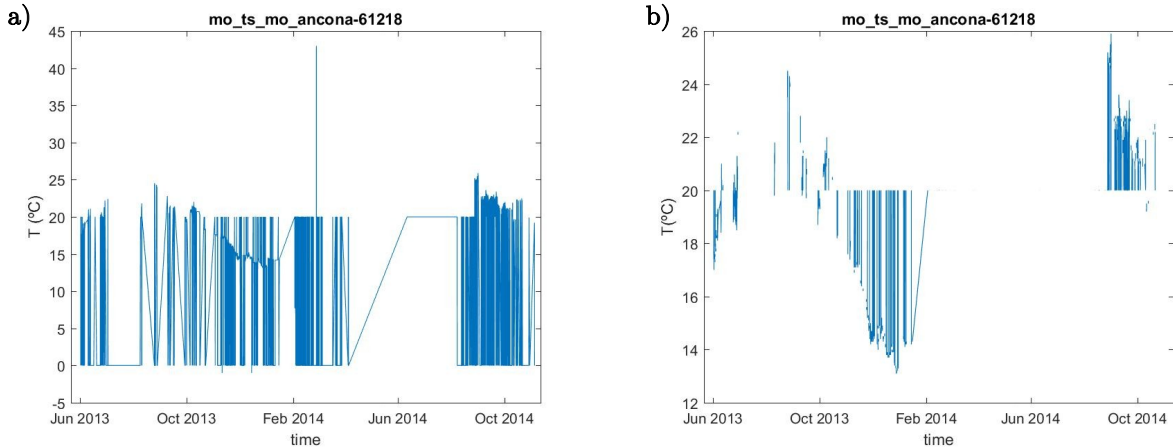 a)
mo_ts_mo_ancona-61218
45
40
35
30
25
20
15
10
5
0
-5
T (ºC)
Jun 2013 Oct 2013 Feb 2014 Jun 2014 Oct 2014
time
b)
mo_ts_mo_ancona-61218
26
24
22
20
18
16
14
12
T(ºC)
Jun 2013 Oct 2013 Feb 2014 Jun 2014 Oct 2014
time